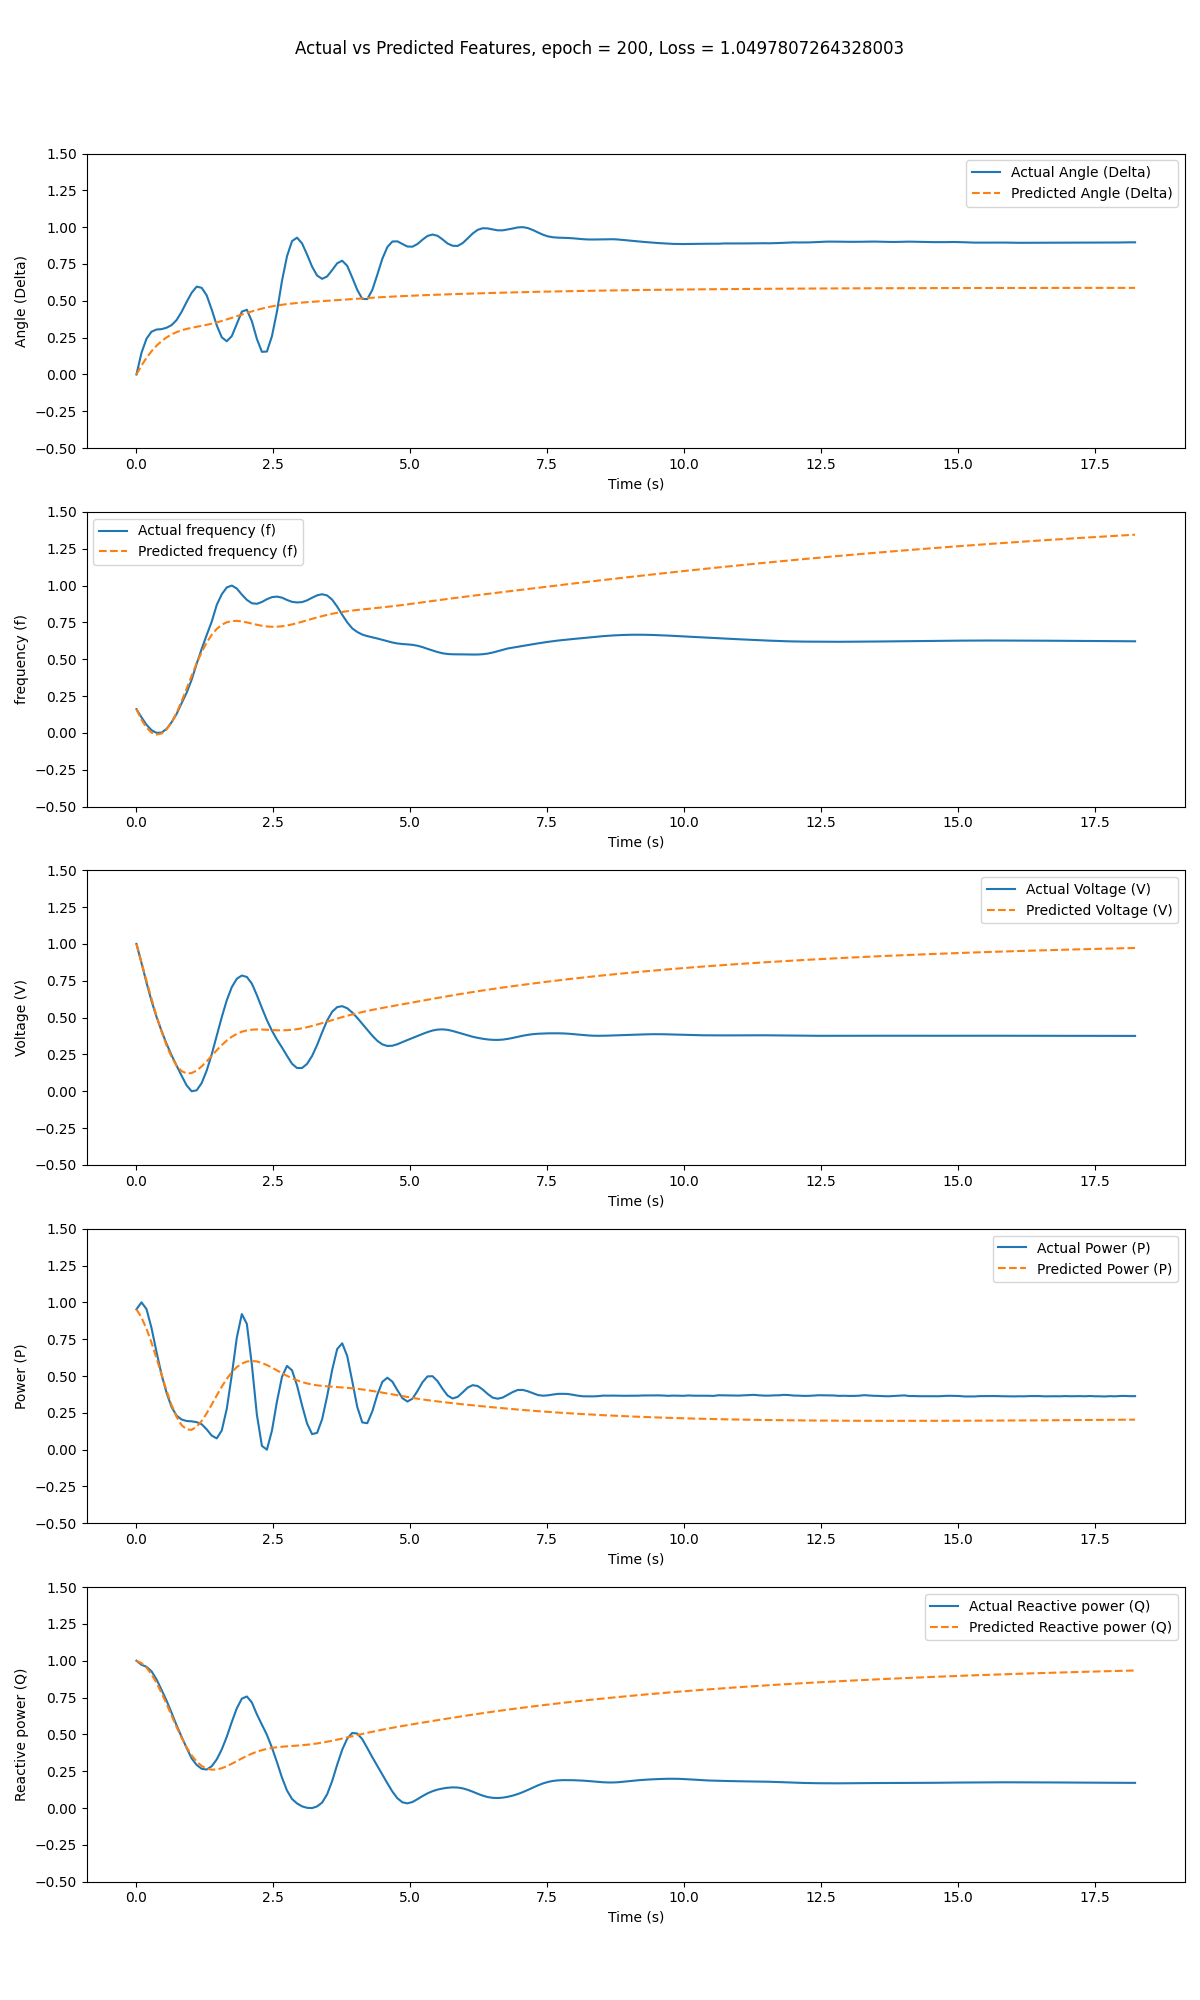 Actual vs Predicted Features, epoch = 200, Loss = 1.0497807264328003
1.50
1.25
1.00
0.75
0.50
0.25
0.00
−0.25
−0.50
Angle (Delta)
Actual Angle (Delta)
Predicted Angle (Delta)
0.0 2.5 5.0 7.5 10.0 12.5 15.0 17.5
Time (s)
1.50
1.25
1.00
0.75
0.50
0.25
0.00
−0.25
−0.50
frequency (f)
Actual frequency (f)
Predicted frequency (f)
0.0 2.5 5.0 7.5 10.0 12.5 15.0 17.5
Time (s)
1.50
1.25
1.00
0.75
0.50
0.25
0.00
−0.25
−0.50
Voltage (V)
Actual Voltage (V)
Predicted Voltage (V)
0.0 2.5 5.0 7.5 10.0 12.5 15.0 17.5
Time (s)
1.50
1.25
1.00
0.75
0.50
0.25
0.00
−0.25
−0.50
Power (P)
Actual Power (P)
Predicted Power (P)
0.0 2.5 5.0 7.5 10.0 12.5 15.0 17.5
Time (s)
1.50
1.25
1.00
0.75
0.50
0.25
0.00
−0.25
−0.50
Reactive power (Q)
Actual Reactive power (Q)
Predicted Reactive power (Q)
0.0 2.5 5.0 7.5 10.0 12.5 15.0 17.5
Time (s)